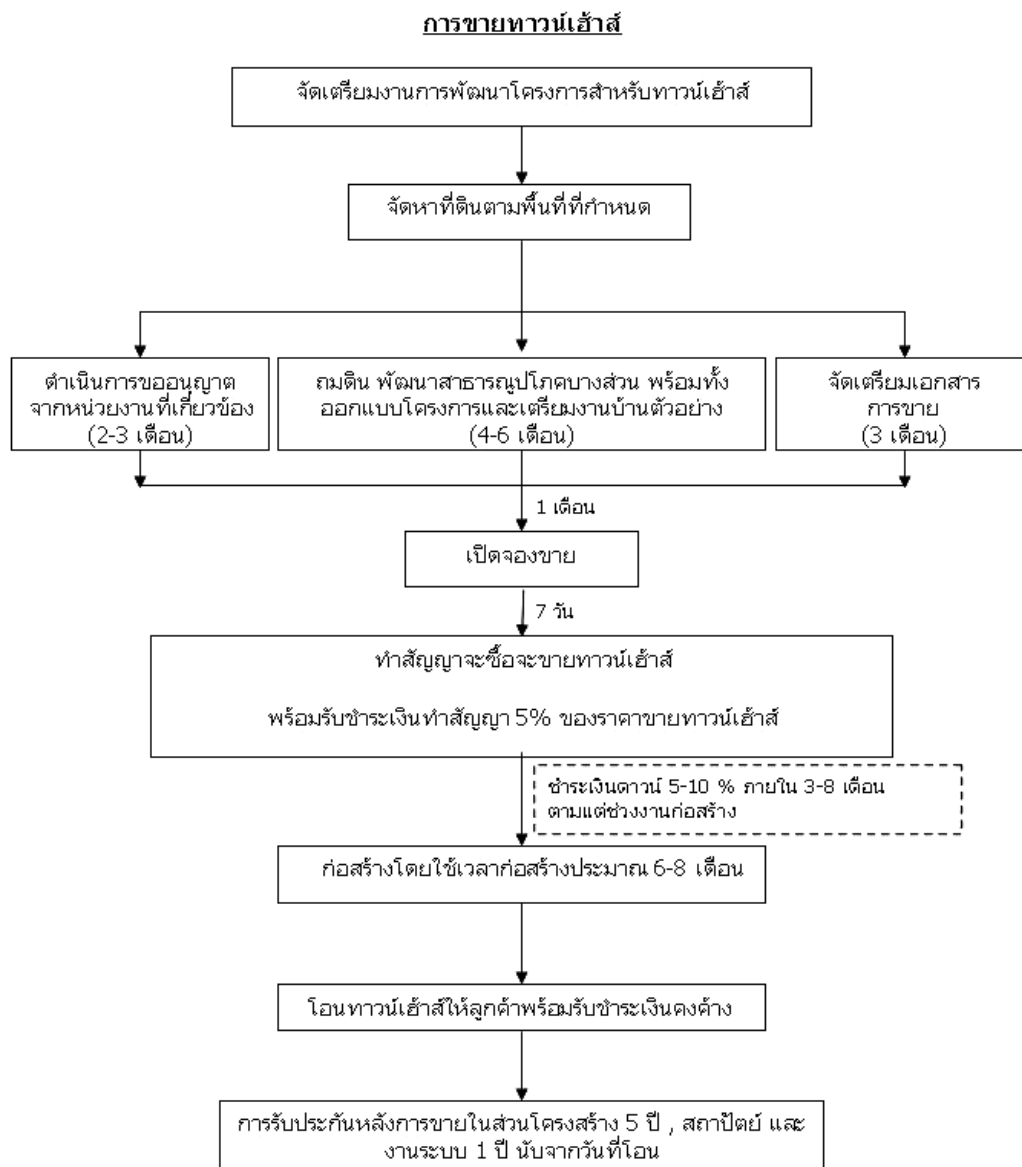 การขายทาวน์เฮ้าส์
จัดเตรียมงานการพัฒนาโครงการสำหรับทาวน์เฮ้าส์
จัดหาที่ดินตามพื้นที่ที่กำหนด
ดำเนินการขออนุญาต
จากหน่วยงานที่เกี่ยวข้อง
(2-3 เดือน)
ถมดิน พัฒนาสาธารณูปโภคบางส่วน พร้อมทั้ง
ออกแบบโครงการและเตรียมงานบ้านตัวอย่าง
(4-6 เดือน)
จัดเตรียมเอกสาร
การขาย
(3 เดือน)
1 เดือน
เปิดจองขาย
7 วัน
ทำสัญญาจะซื้อจะขายทาวน์เฮ้าส์
พร้อมรับชำระเงินทำสัญญา 5% ของราคาขายทาวน์เฮ้าส์
ชำระเงินดาวน์ 5-10 % ภายใน 3-8 เดือน
ตามแต่ช่วงงานก่อสร้าง
ก่อสร้างโดยใช้เวลาก่อสร้างประมาณ 6-8 เดือน
โอนทาวน์เฮ้าส์ให้ลูกค้าพร้อมรับชำระเงินคงค้าง
การรับประกันหลังการขายในส่วนโครงสร้าง 5 ปี , สถาปัตย์ และ
งานระบบ 1 ปี นับจากวันที่โอน